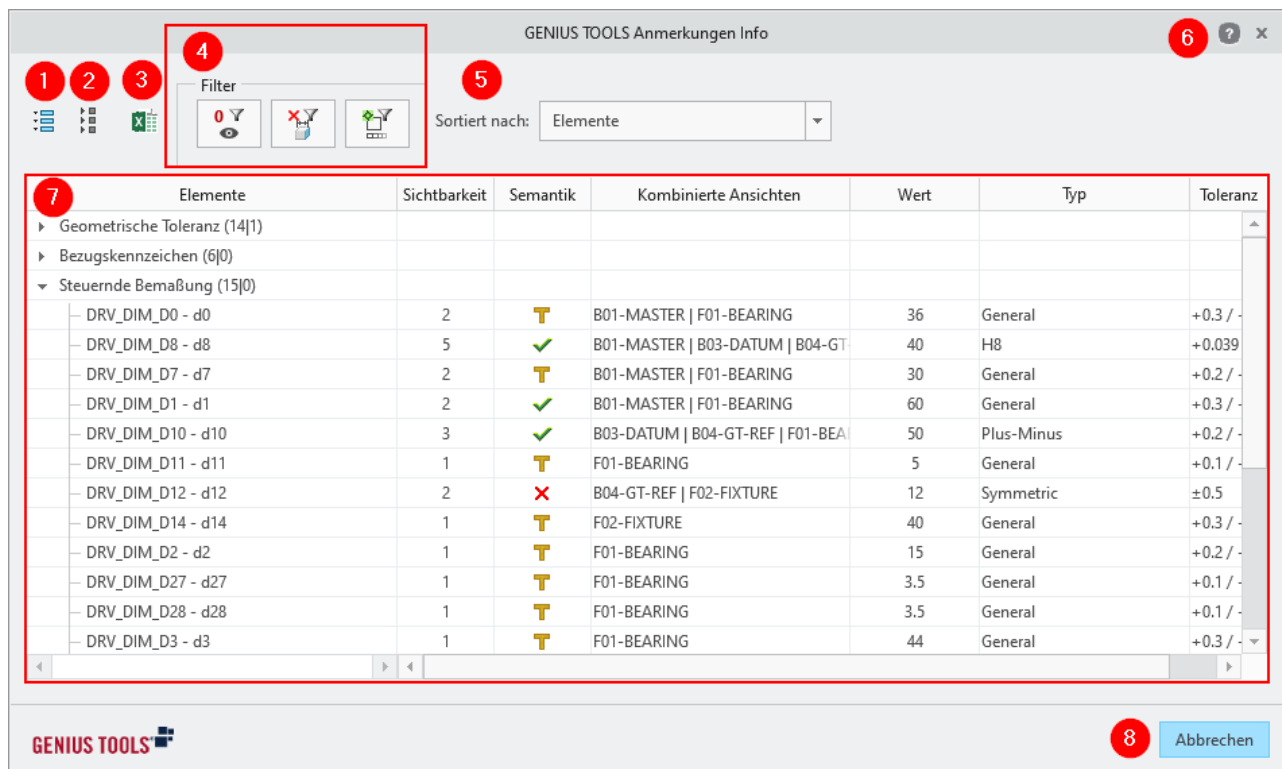 GENIUS TOOLS Anmerkungen Info
6
4
1 2 3
Filter
5
0
Sortiert nach: Elemente
7 Elemente Sichtbarkeit Semantik Kombinierte Ansichten Wert Typ Toleranz
Geometrische Toleranz (14|1)
Bezugskennzeichen (6|0)
Steuernde Bemaßung (15|0)
DRV_DIM_D0 - d0 2 B01-MASTER | F01-BEARING 36 General +0.3 / -
DRV_DIM_D8 - d8 5 B01-MASTER | B03-DATUM | B04-GT- 40 H8 +0.039
DRV_DIM_D7 - d7 2 B01-MASTER | F01-BEARING 30 General +0.2 / -
DRV_DIM_D1 - d1 2 B01-MASTER | F01-BEARING 60 General +0.3 / -
DRV_DIM_D10 - d10 3 B03-DATUM | B04-GT-REF | F01-BEA 50 Plus-Minus +0.2 / -
DRV_DIM_D11 - d11 1 F01-BEARING 5 General +0.1 / -
DRV_DIM_D12 - d12 2 B04-GT-REF | F02-FIXTURE 12 Symmetric ±0.5
DRV_DIM_D14 - d14 1 F02-FIXTURE 40 General +0.3 / -
DRV_DIM_D2 - d2 1 F01-BEARING 15 General +0.2 / -
DRV_DIM_D27 - d27 1 F01-BEARING 3.5 General +0.1 / -
DRV_DIM_D28 - d28 1 F01-BEARING 3.5 General +0.1 / -
DRV_DIM_D3 - d3 1 F01-BEARING 44 General +0.3 / -
GENIUS TOOLS 8 Abbrechen